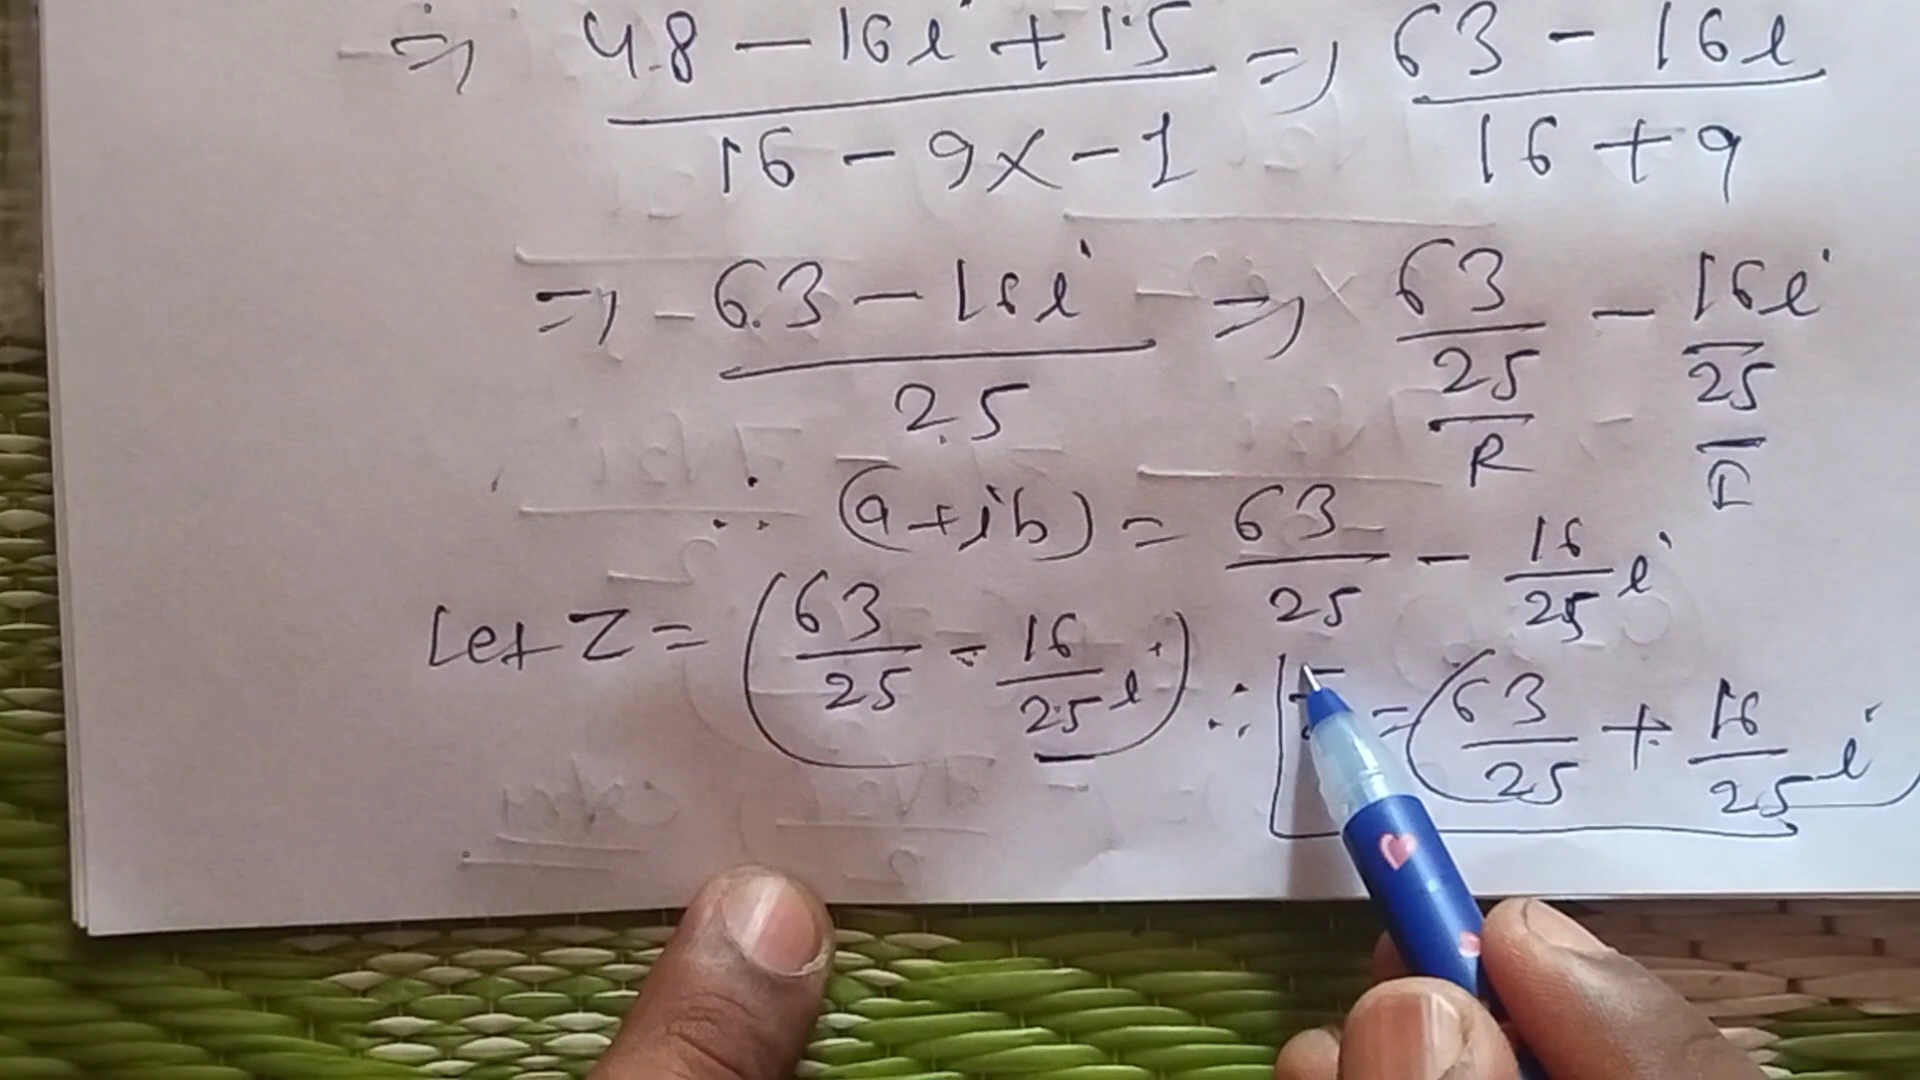 ⇒ 48 - 16i + 15 / 16 - 9x - 1 ⇒ 63 - 16i / 16 + 9
⇒ 63 - 16i / 25 ⇒ 63/25 - 16i/25
R I
∴ (a+ib) = 63/25 - 16/25 i
Let Z = (63/25 - 16/25 i) ∴ = (63/25 + 16/25 i)